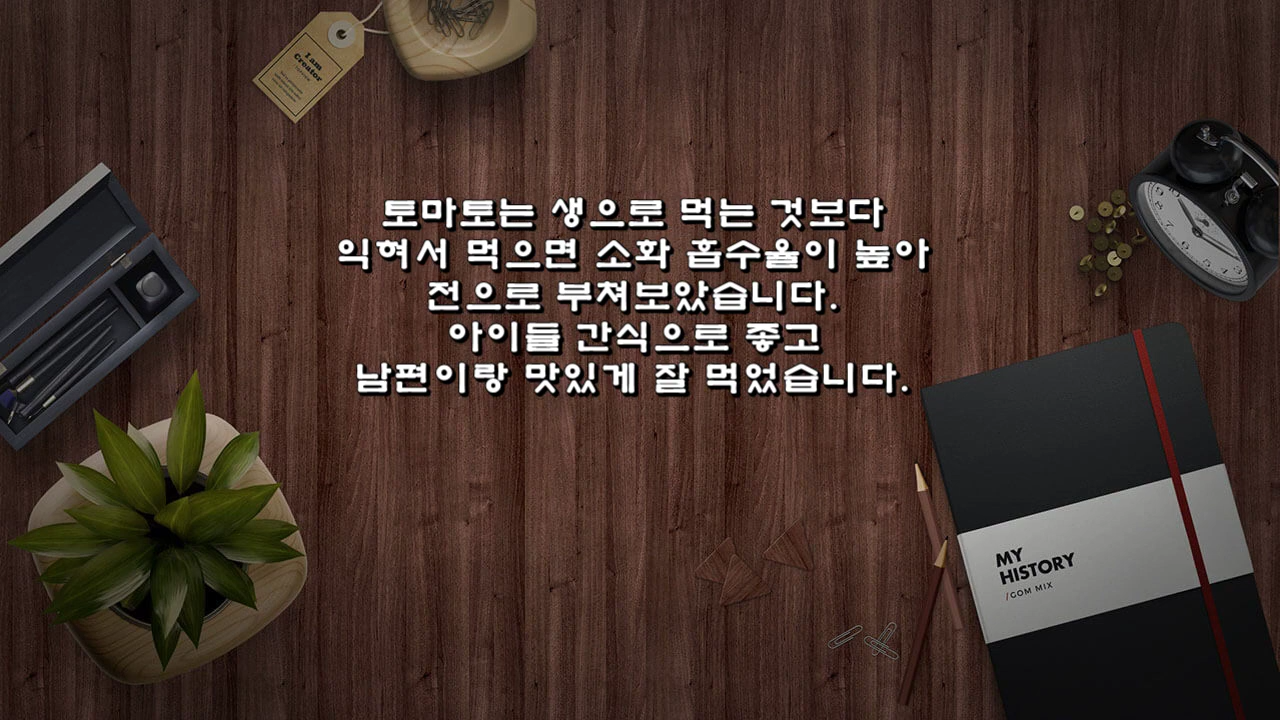 I am
Creator
토마토는 생으로 먹는 것보다
익혀서 먹으면 소화 흡수율이 높아
전으로 부쳐보았습니다.
아이들 간식으로 좋고
남편이랑 맛있게 잘 먹었습니다.
MY
HISTORY
/GOM MIX